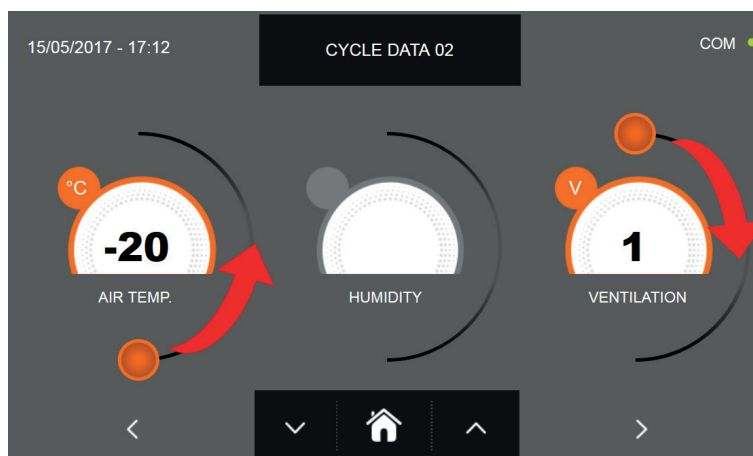 15/05/2017 - 17:12
CYCLE DATA 02
COM
°C
V
-20
1
AIR TEMP.
HUMIDITY
VENTILATION